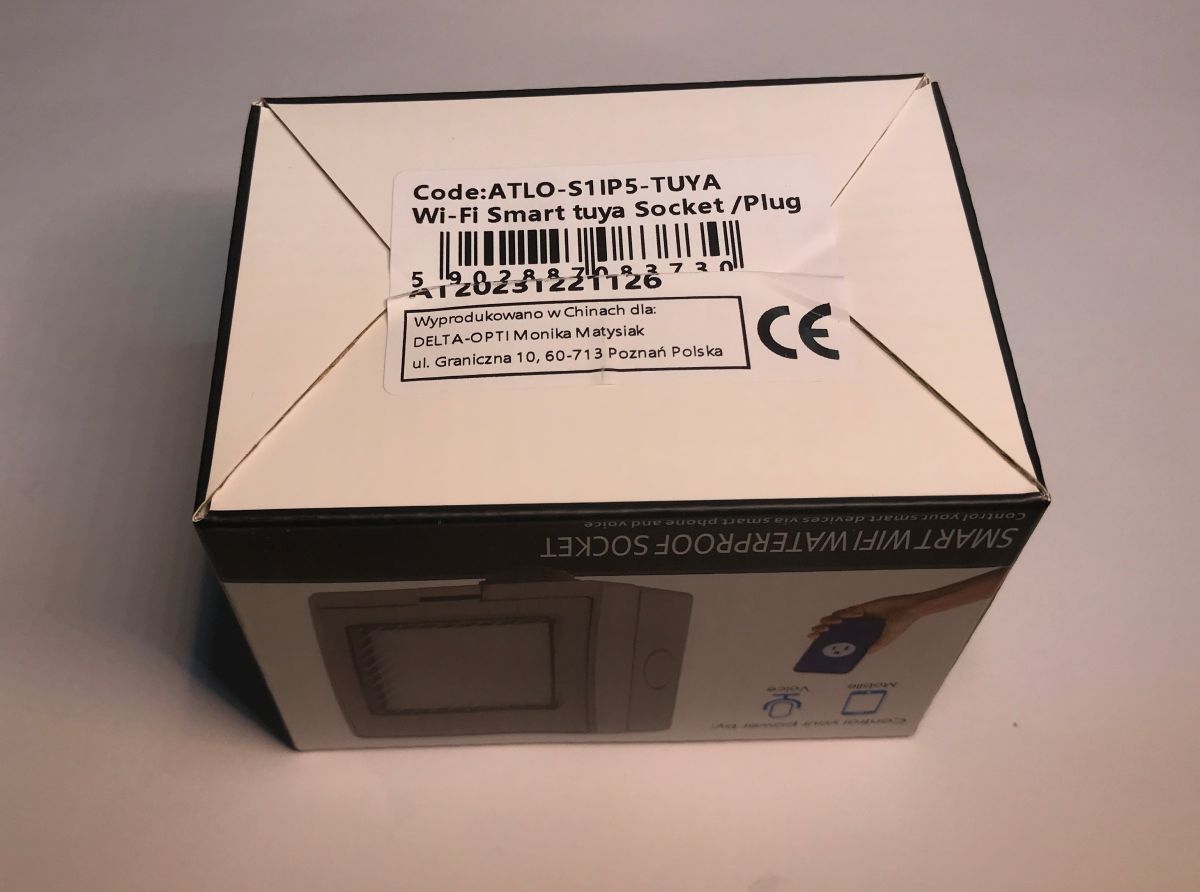 Code:ATLO-S1IP5-TUYA
Wi-Fi Smart tuya Socket /Plug
5 902887 083730
AT20231221126
Wyprodukowano w Chinach dla:
DELTA-OPTI Monika Matysiak
ul. Graniczna 10, 60-713 Poznań Polska
CE
SMART WIFI WATERPROOF SOCKET
Control your smart devices via smart phone and voice
Control your power by:
Mobile
Voice